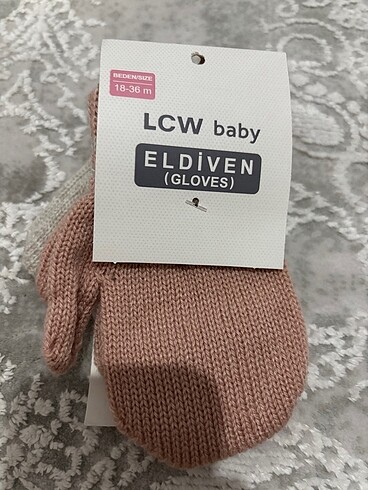 BEDEN/SIZE
18-36 m
LCW baby
ELDİVEN
(GLOVES)